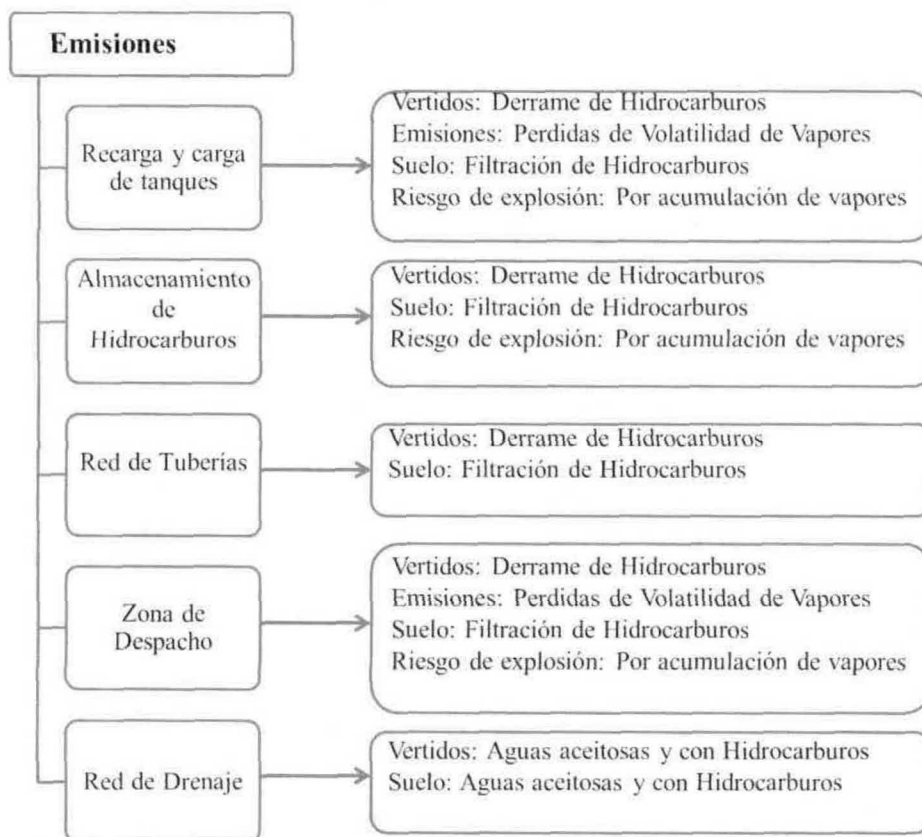 Emisiones
Recarga y carga
de tanques
Vertidos: Derrame de Hidrocarburos
Emisiones: Perdidas de Volatilidad de Vapores
Suelo: Filtración de Hidrocarburos
Riesgo de explosión: Por acumulación de vapores
Almacenamiento
de
Hidrocarburos
Vertidos: Derrame de Hidrocarburos
Suelo: Filtración de Hidrocarburos
Riesgo de explosión: Por acumulación de vapores
Red de Tuberías
Vertidos: Derrame de Hidrocarburos
Suelo: Filtración de Hidrocarburos
Zona de
Despacho
Vertidos: Derrame de Hidrocarburos
Emisiones: Perdidas de Volatilidad de Vapores
Suelo: Filtración de Hidrocarburos
Riesgo de explosión: Por acumulación de vapores
Red de Drenaje
Vertidos: Aguas aceitosas y con Hidrocarburos
Suelo: Aguas aceitosas y con Hidrocarburos